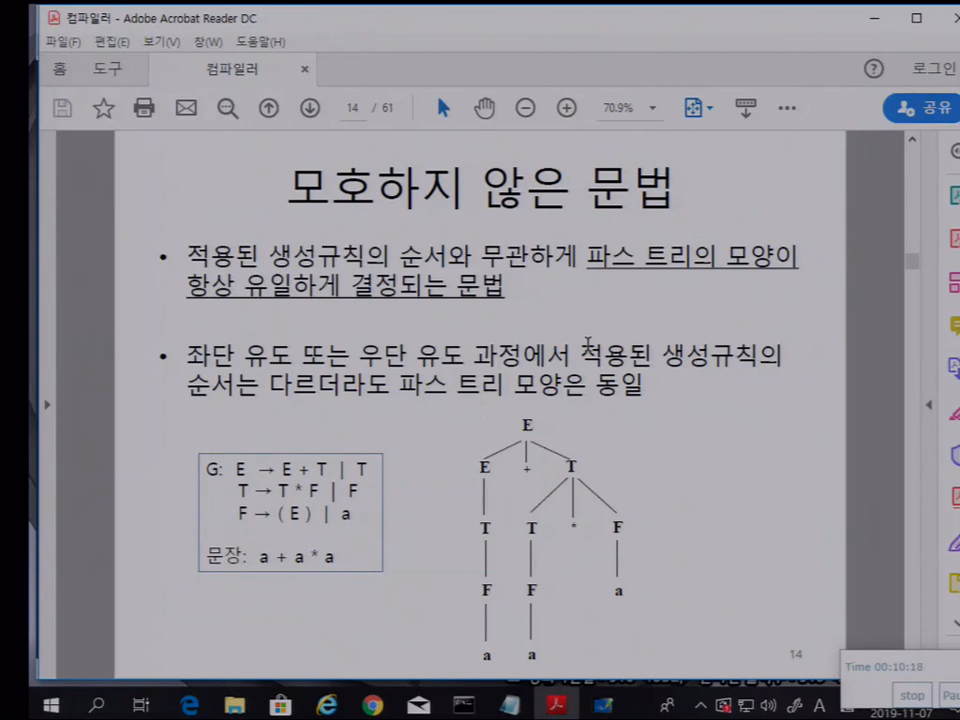 컴파일러 - Adobe Acrobat Reader DC
파일(F) 편집(E) 보기(V) 창(W) 도움말(H)
홈 도구 컴파일러 × 로그인
14 / 61 70.9% 공유
모호하지 않은 문법
• 적용된 생성규칙의 순서와 무관하게 파스 트리의 모양이
항상 유일하게 결정되는 문법
• 좌단 유도 또는 우단 유도 과정에서 적용된 생성규칙의
순서는 다르더라도 파스 트리 모양은 동일
G: E → E + T | T
T → T * F | F
F → ( E ) | a
문장: a + a * a
E
E + T
T T * F
F F a
a a
14
Time 00:10:18
stop
A
2019-11-07